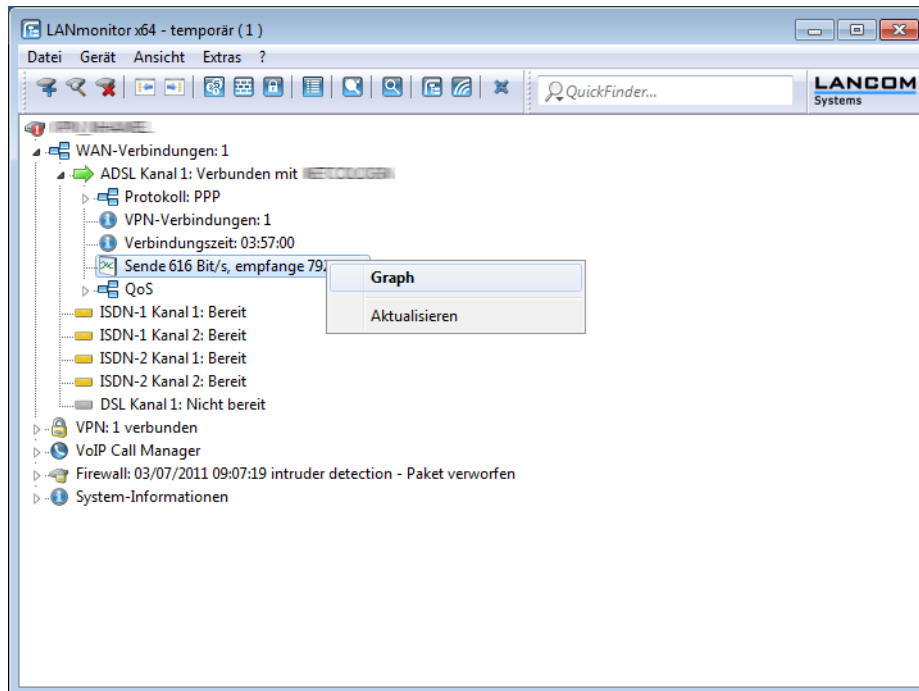 LANmonitor x64 - temporär ( 1 )
Datei Gerät Ansicht Extras ?
QuickFinder...
LANCOM
Systems
WAN-Verbindungen: 1
ADSL Kanal 1: Verbunden mit
Protokoll: PPP
VPN-Verbindungen: 1
Verbindungszeit: 03:57:00
Sende 616 Bit/s, empfange
Graph
QoS
Aktualisieren
ISDN-1 Kanal 1: Bereit
ISDN-1 Kanal 2: Bereit
ISDN-2 Kanal 1: Bereit
ISDN-2 Kanal 2: Bereit
DSL Kanal 1: Nicht bereit
VPN: 1 verbunden
VoIP Call Manager
Firewall: 03/07/2011 09:07:19 intruder detection - Paket verworfen
System-Informationen